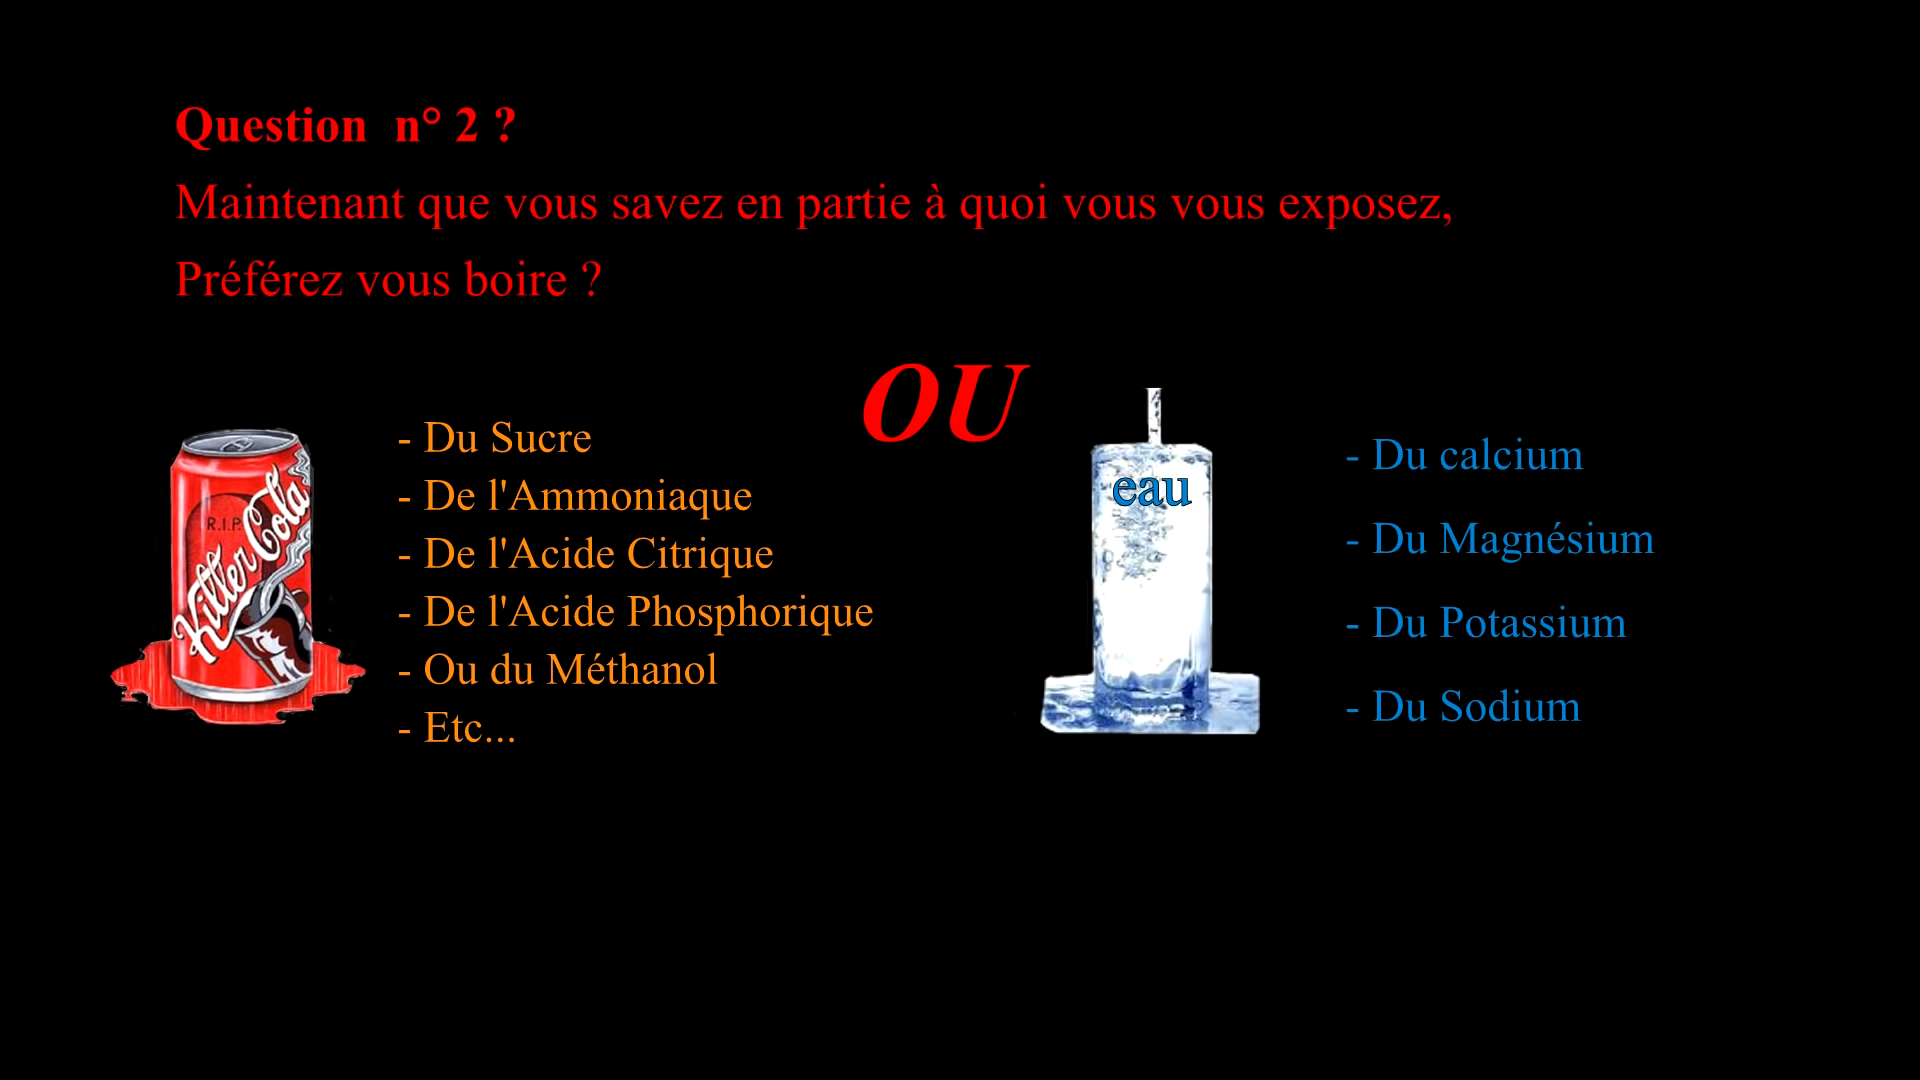 Question n° 2 ?
Maintenant que vous savez en partie à quoi vous vous exposez,
Préférez vous boire ?
OU
- Du Sucre
- De l'Ammoniaque
- De l'Acide Citrique
- De l'Acide Phosphorique
- Ou du Méthanol
- Etc...
R.I.P.
Killer Cola
eau
- Du calcium
- Du Magnésium
- Du Potassium
- Du Sodium